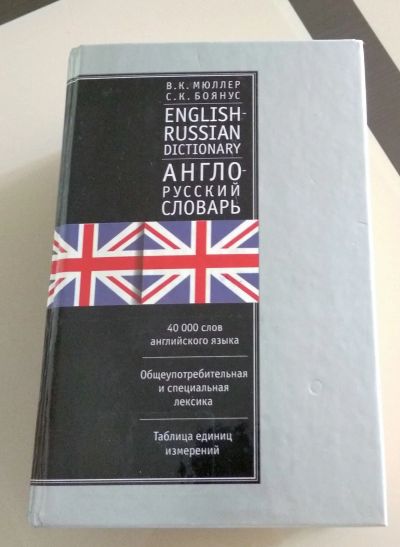 В.К. МЮЛЛЕР
С.К. БОЯНУС
ENGLISH-
RUSSIAN
DICTIONARY
АНГЛО-
РУССКИЙ
СЛОВАРЬ
40 000 слов
английского языка
Общеупотребительная
и специальная
лексика
Таблица единиц
измерений